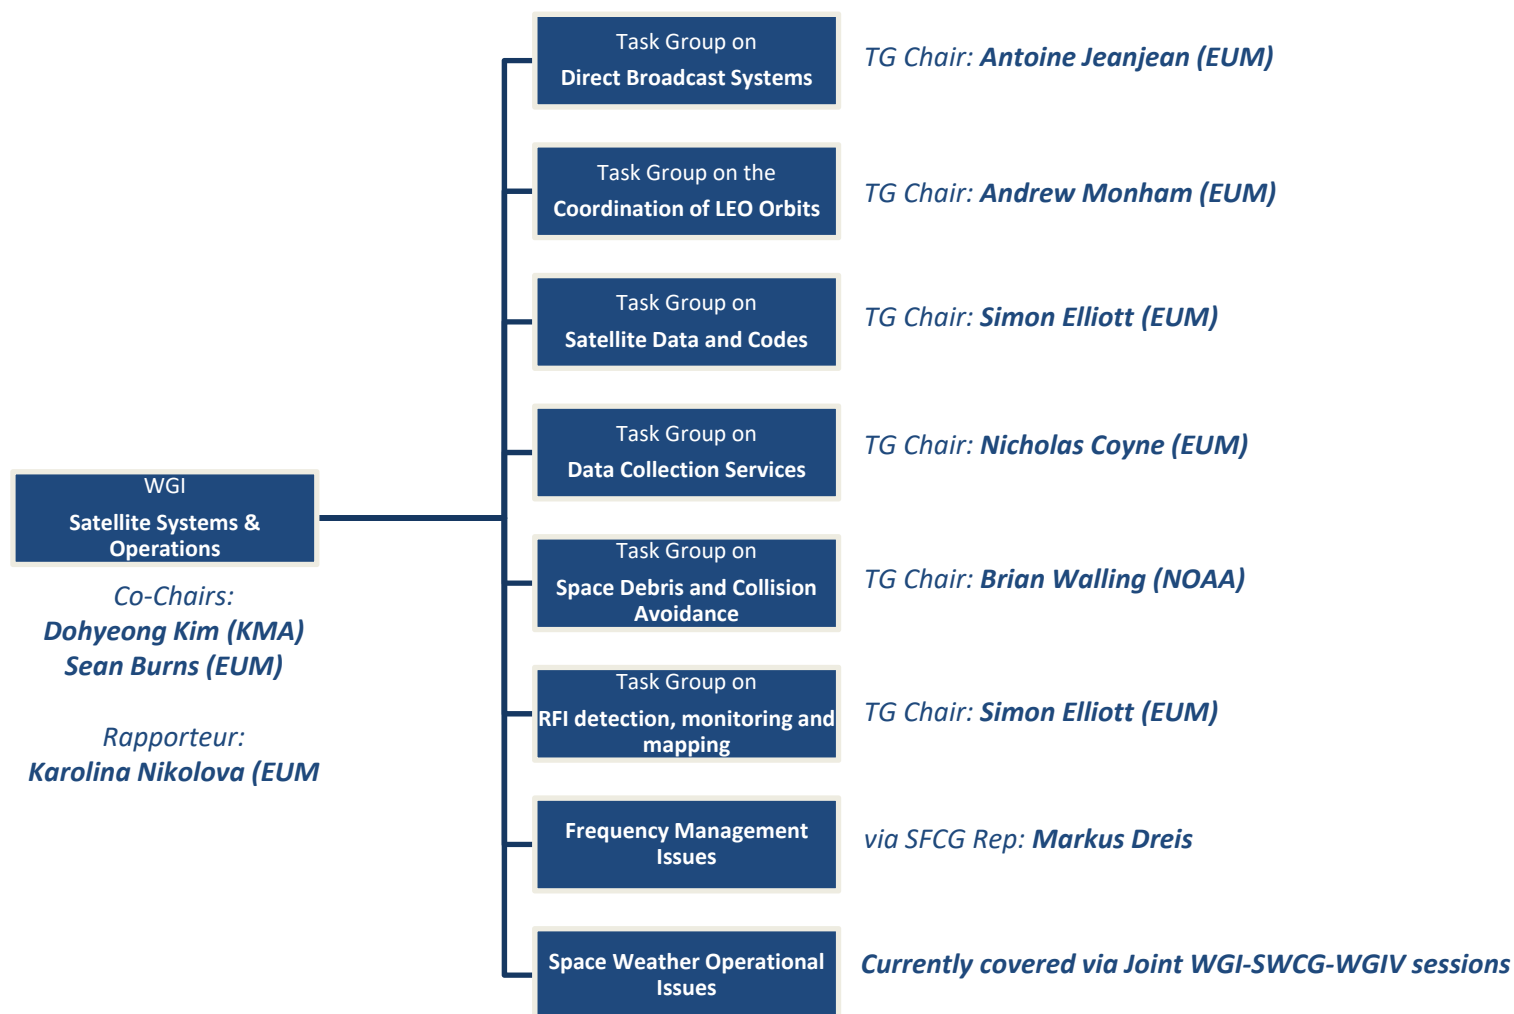 WGI
Satellite Systems &
Operations
Co-Chairs:
Dohyeong Kim (KMA)
Sean Burns (EUM)
Rapporteur:
Karolina Nikolova (EUM
Task Group on
Direct Broadcast Systems
TG Chair: Antoine Jeanjean (EUM)
Task Group on the
Coordination of LEO Orbits
TG Chair: Andrew Monham (EUM)
Task Group on
Satellite Data and Codes
TG Chair: Simon Elliott (EUM)
Task Group on
Data Collection Services
TG Chair: Nicholas Coyne (EUM)
Task Group on
Space Debris and Collision
Avoidance
TG Chair: Brian Walling (NOAA)
Task Group on
RFI detection, monitoring and
mapping
TG Chair: Simon Elliott (EUM)
Frequency Management
Issues
via SFCG Rep: Markus Dreis
Space Weather Operational
Issues
Currently covered via Joint WGI-SWCG-WGIV sessions